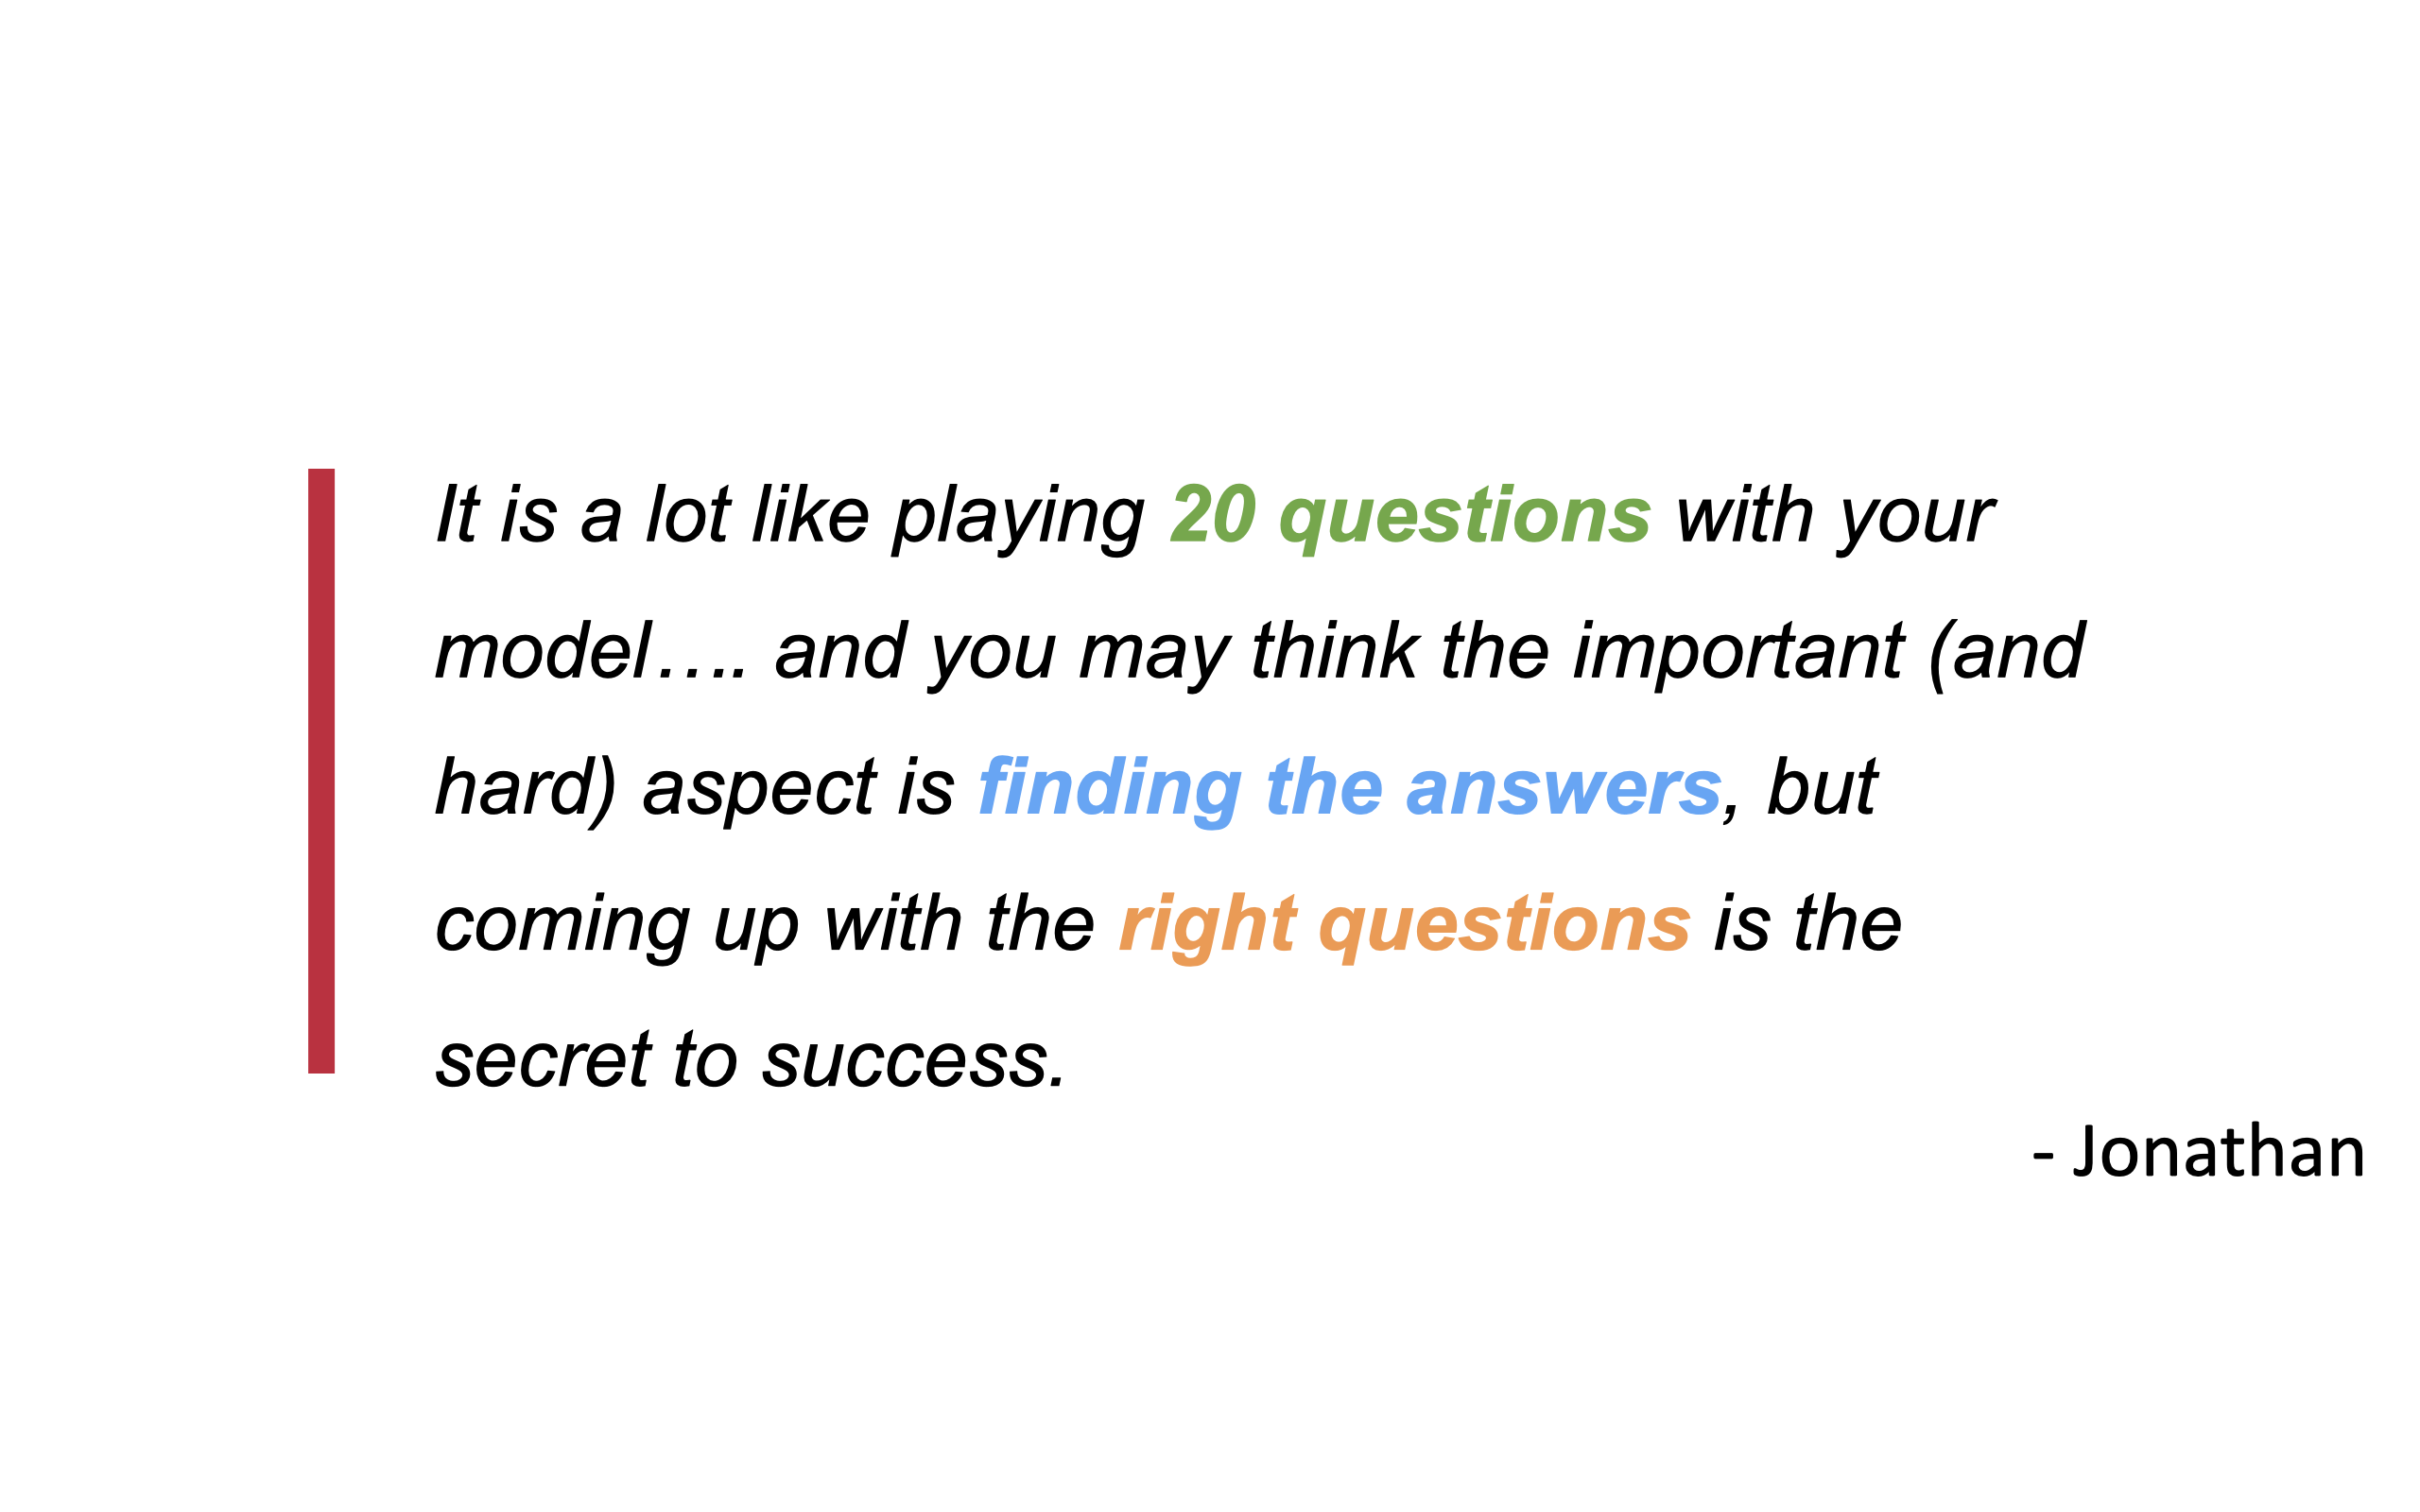 It is a lot like playing 20 questions with your
model…. and you may think the important (and
hard) aspect is finding the answers, but
coming up with the right questions is the
secret to success.
- Jonathan